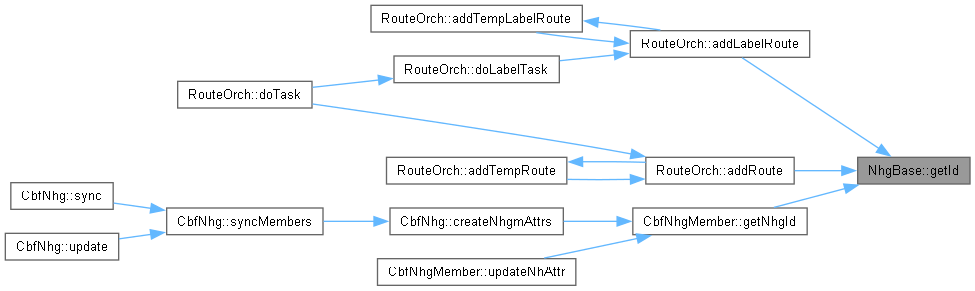 RouteOrch::addTempLabelRoute
RouteOrch::addLabelRoute
RouteOrch::doLabelTask
RouteOrch::doTask
RouteOrch::addTempRoute
RouteOrch::addRoute
NhgBase::getId
CbfNhg::sync
CbfNhg::syncMembers
CbfNhg::createNhgmAttrs
CbfNhgMember::getNhgId
CbfNhg::update
CbfNhgMember::updateNhAttr